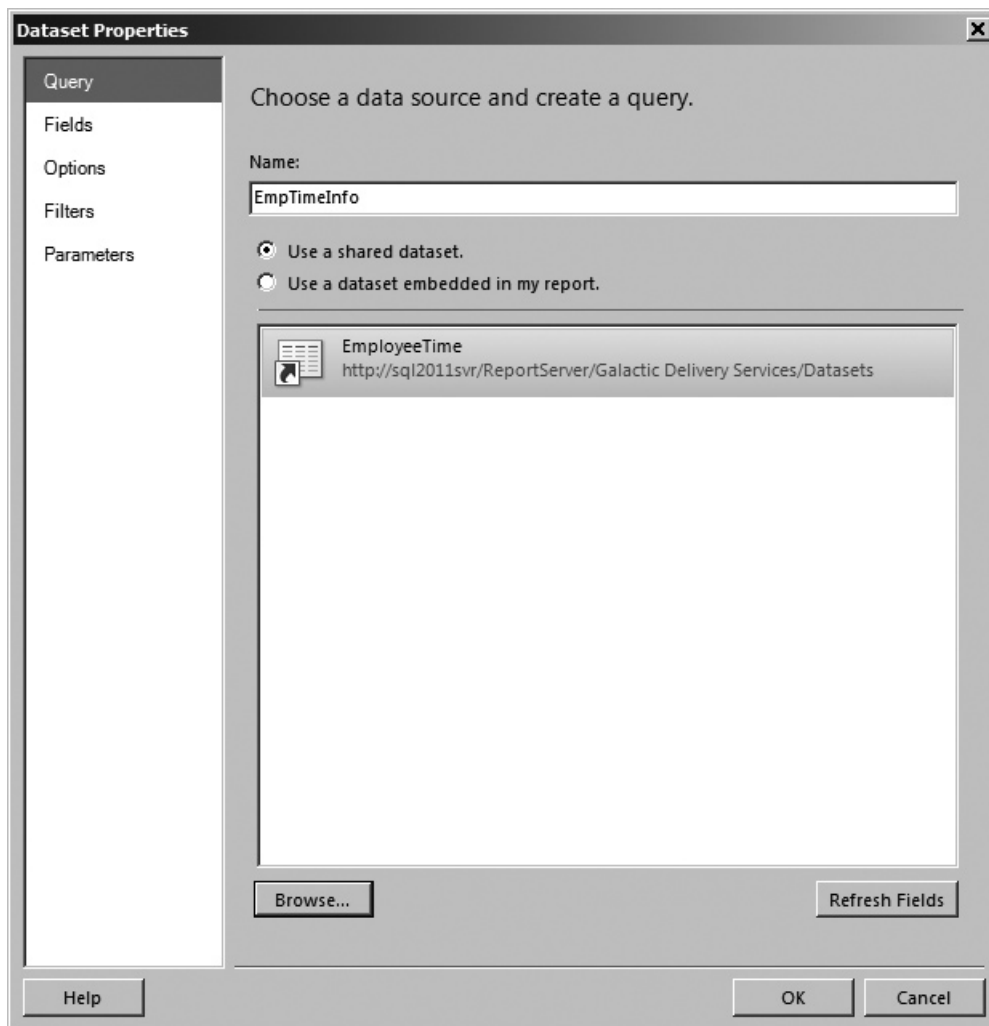 Dataset Properties
Query
Fields
Options
Filters
Parameters
Choose a data source and create a query.
Name:
EmpTimeInfo
Use a shared dataset.
Use a dataset embedded in my report.
EmployeeTime
http://sql2011svr/ReportServer/Galactic Delivery Services/Datasets
Browse...
Refresh Fields
Help
OK
Cancel